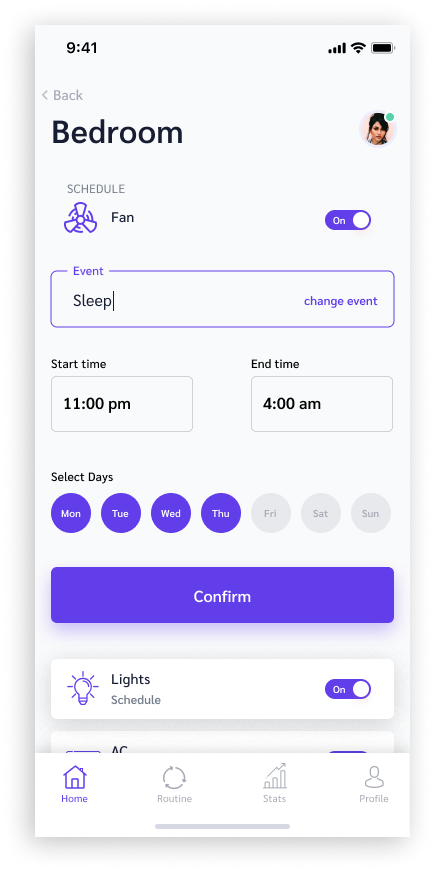 9:41
Back
Bedroom
SCHEDULE
Fan
On
Event
Sleep
change event
Start time
End time
11:00 pm
4:00 am
Select Days
Mon Tue Wed Thu Fri Sat Sun
Confirm
Lights
On
Schedule
AC
Home Routine Stats Profile